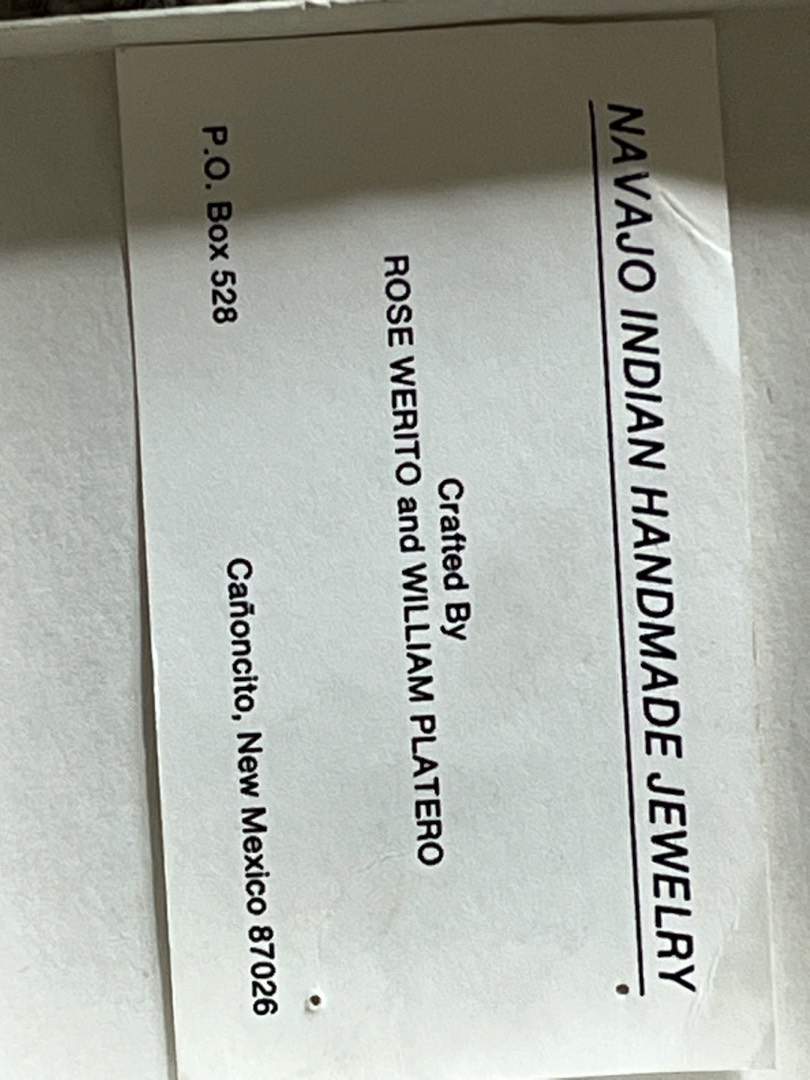 NAVAJO INDIAN HANDMADE JEWELRY
Crafted By
ROSE WERITO and WILLIAM PLATERO
P.O. Box 528 Cañoncito, New Mexico 87026